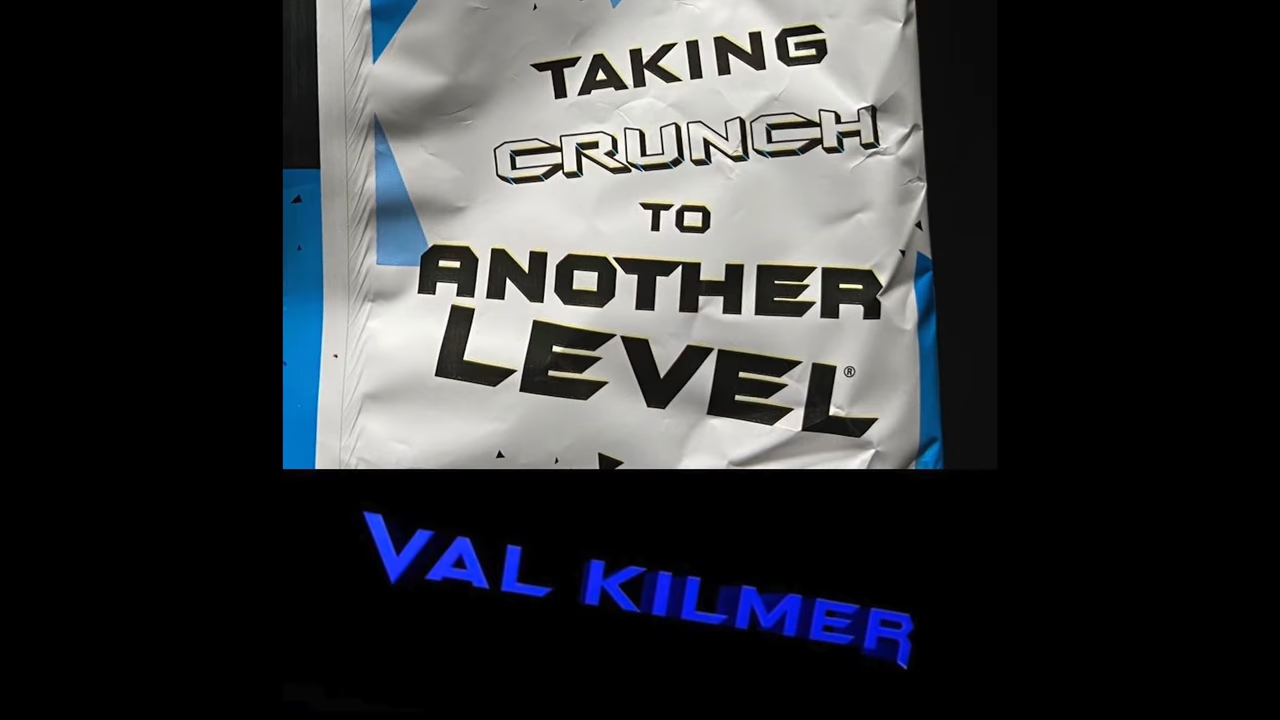 TAKING
CRUNCH
TO
ANOTHER
LEVEL®
VAL KILMER